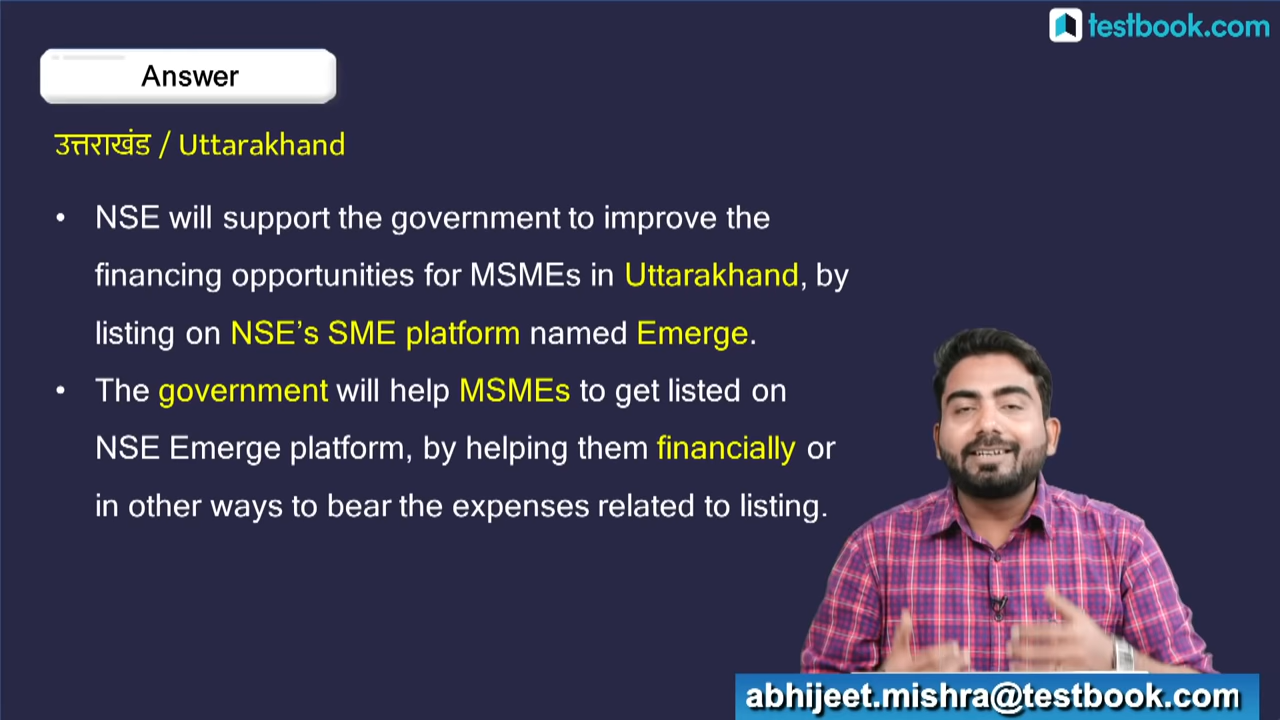 testbook.com
Answer
उत्तराखंड / Uttarakhand
• NSE will support the government to improve the
financing opportunities for MSMEs in Uttarakhand, by
listing on NSE’s SME platform named Emerge.
• The government will help MSMEs to get listed on
NSE Emerge platform, by helping them financially or
in other ways to bear the expenses related to listing.
abhijeet.mishra@testbook.com